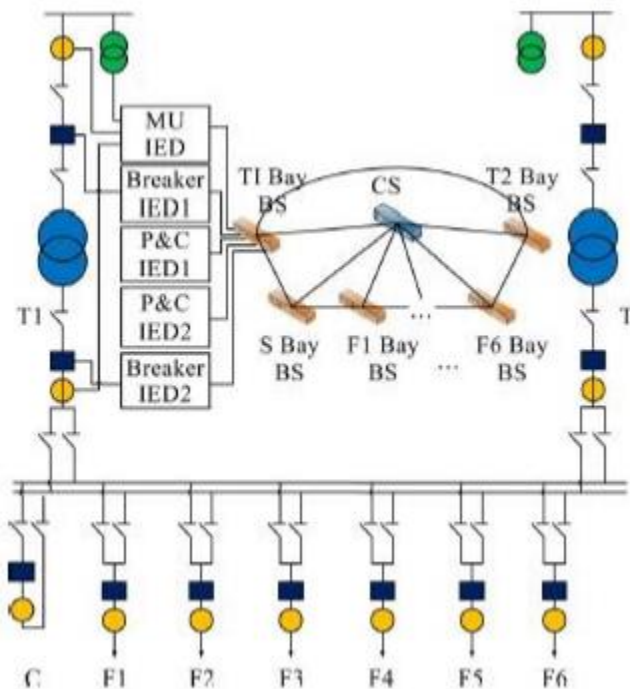 MU
IED
Breaker
IED1
P&C
IED1
P&C
IED2
Breaker
IED2
T1 Bay
BS
CS
T2 Bay
BS
S Bay
BS
F1 Bay
BS
...
...
F6 Bay
BS
T1
T
C
F1
F2
F3
F4
F5
F6